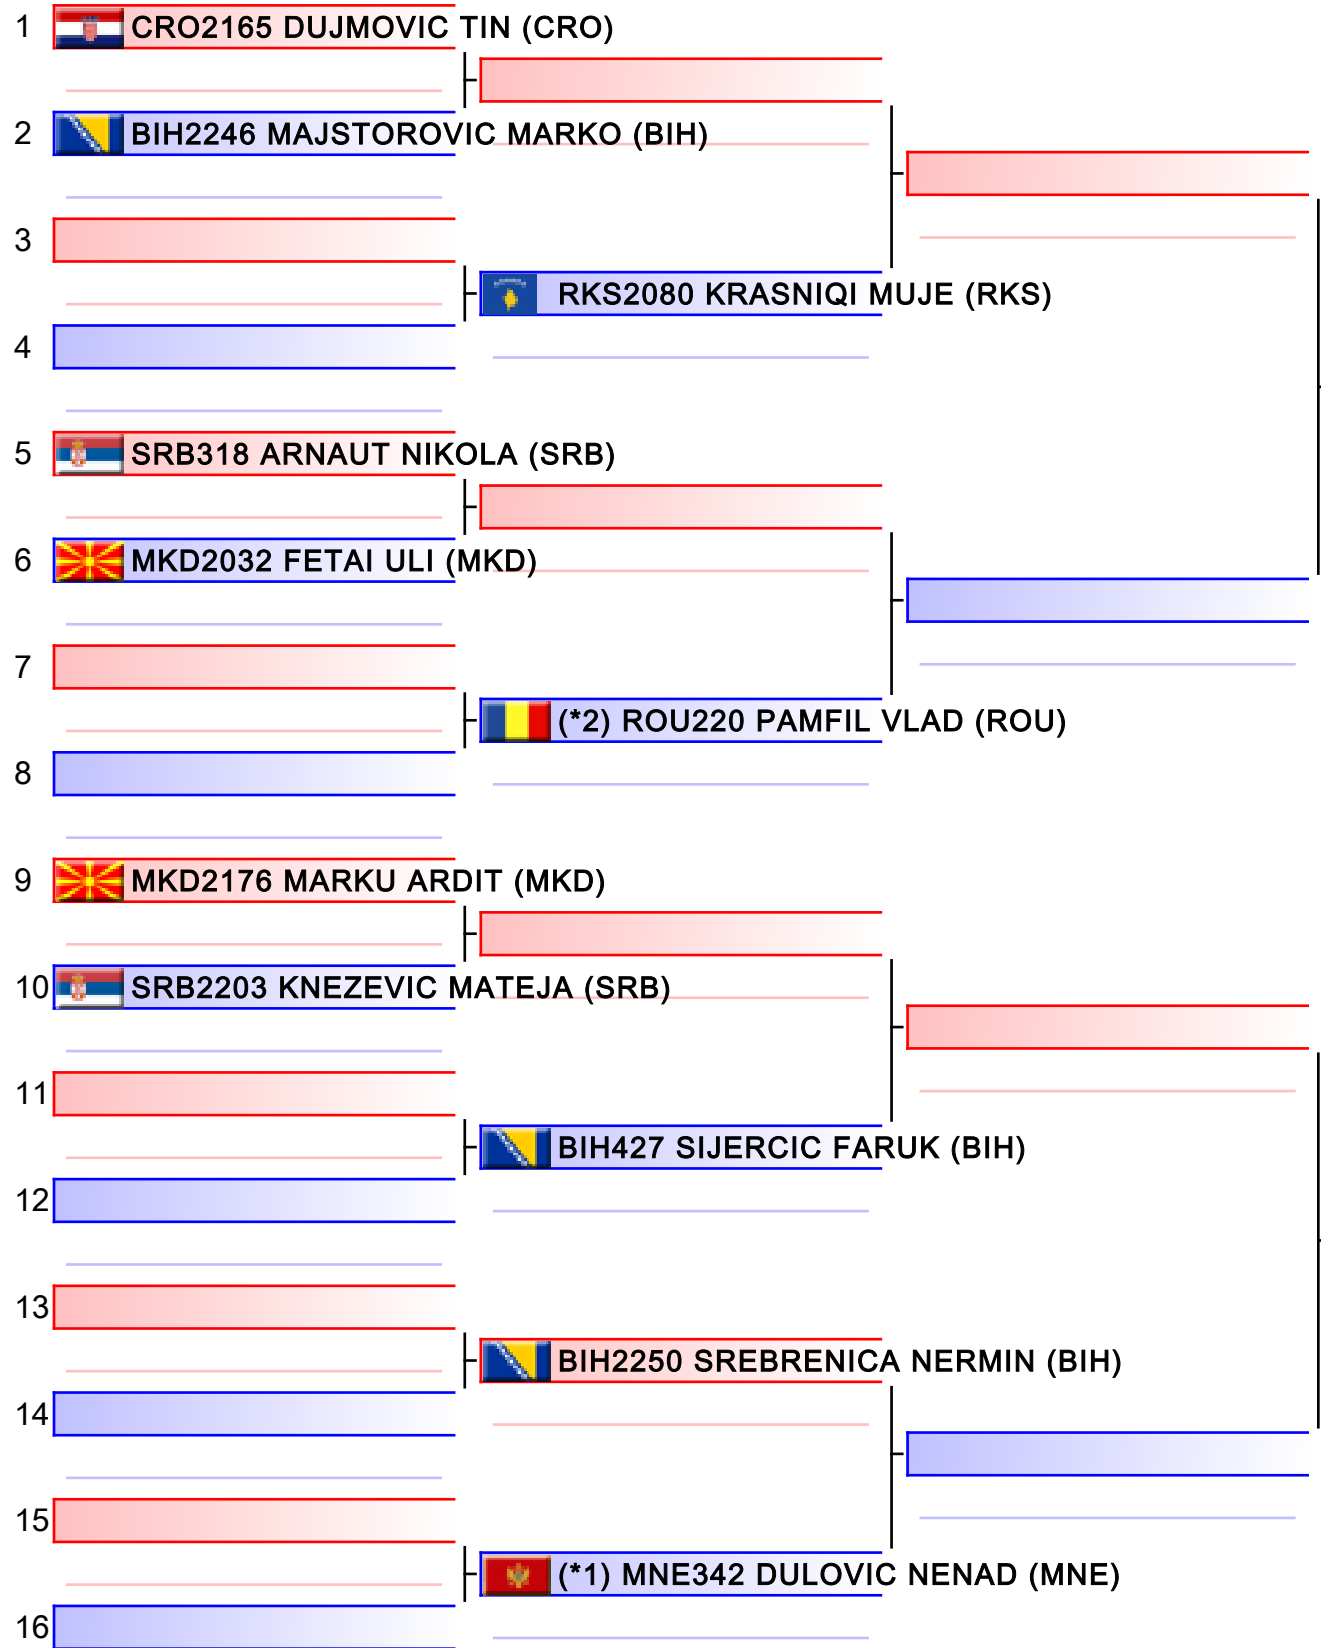 1 CRO2165 DUJMOVIC TIN (CRO)
2 BIH2246 MAJSTOROVIC MARKO (BIH)
3
RKS2080 KRASNIQI MUJE (RKS)
4
5 SRB318 ARNAUT NIKOLA (SRB)
6 MKD2032 FETAI ULI (MKD)
7
(*2) ROU220 PAMFIL VLAD (ROU)
8
9 MKD2176 MARKU ARDIT (MKD)
10 SRB2203 KNEZEVIC MATEJA (SRB)
11
BIH427 SIJERCIC FARUK (BIH)
12
13
BIH2250 SREBRENICA NERMIN (BIH)
14
15
(*1) MNE342 DULOVIC NENAD (MNE)
16